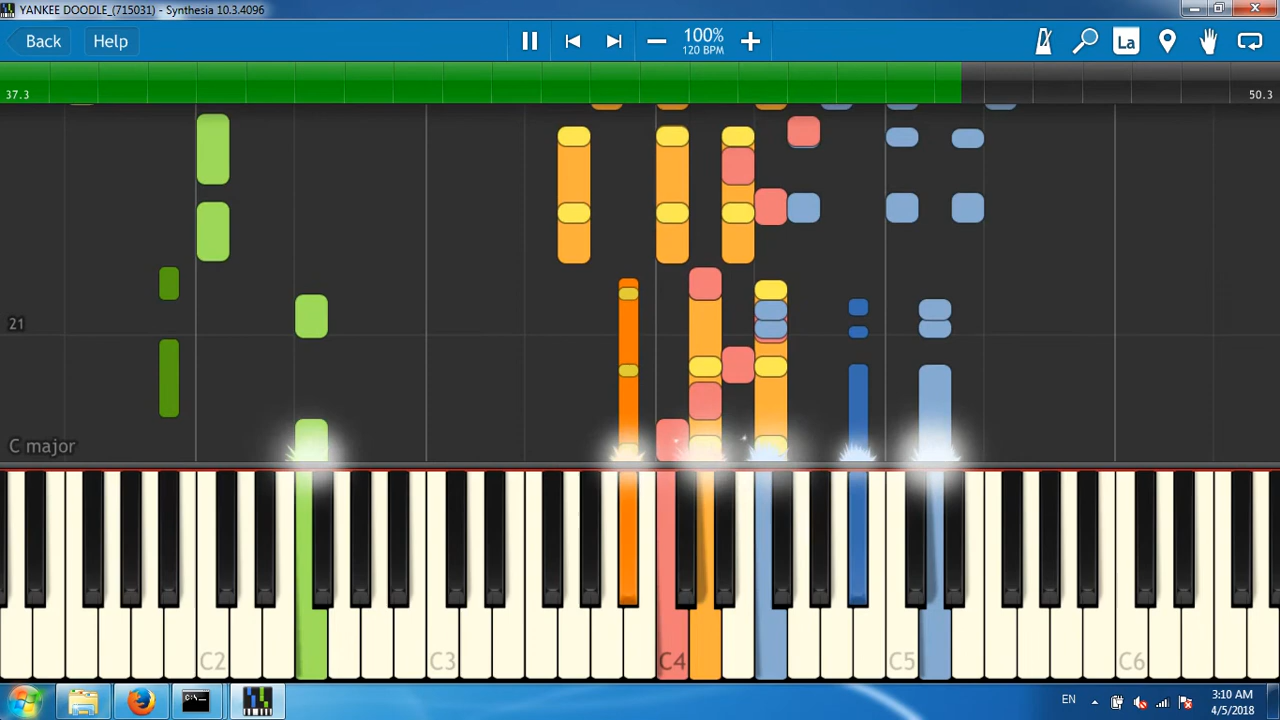 YANKEE DOODLE_(715031) - Synthesia 10.3.4096
Back
Help
100%
120 BPM
La
37.3
50.3
21
C major
C2
C3
C4
C5
C6
EN
3:10 AM
4/5/2018